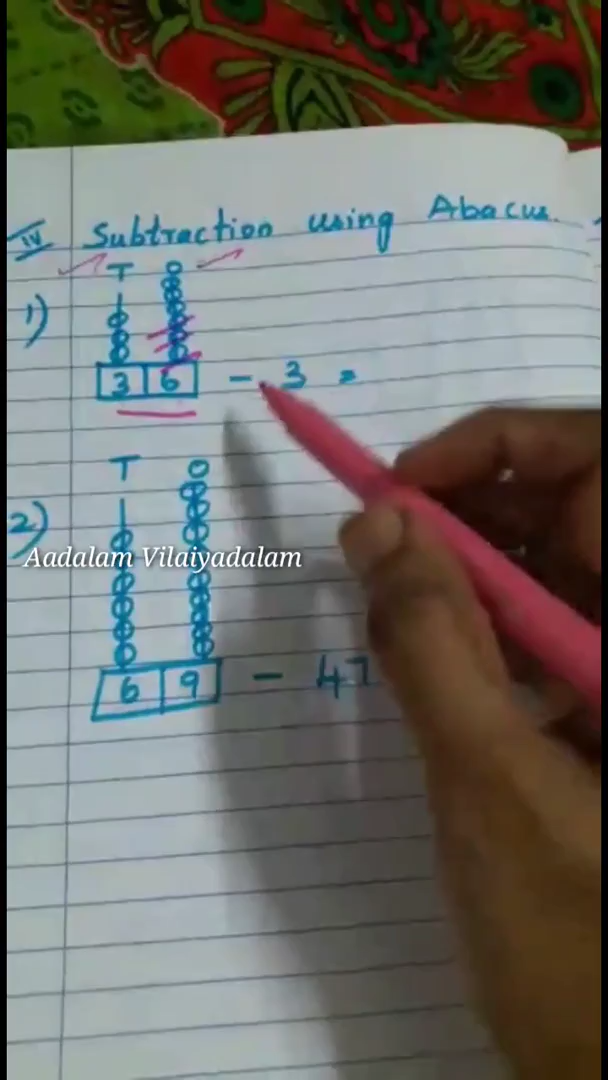 IV Subtraction using Abacus.
T O
1)
3 6 - 3 =
T O
2)
Aadalam Vilaiyadalam
6 9 - 47